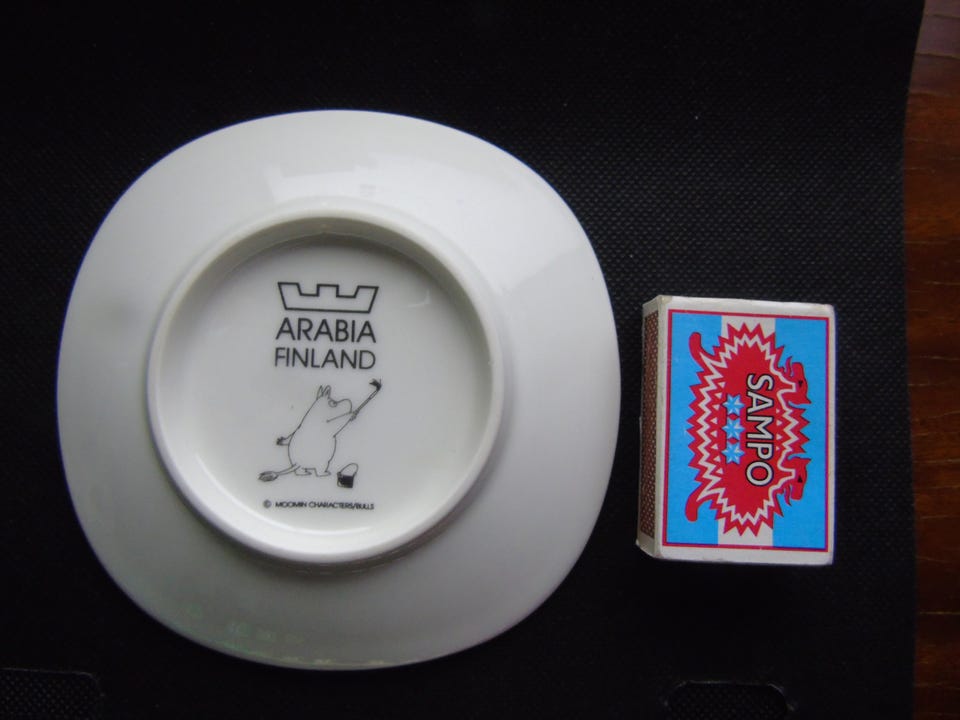 ARABIA
FINLAND
© MOOMIN CHARACTERS/BULLS
SAMPO